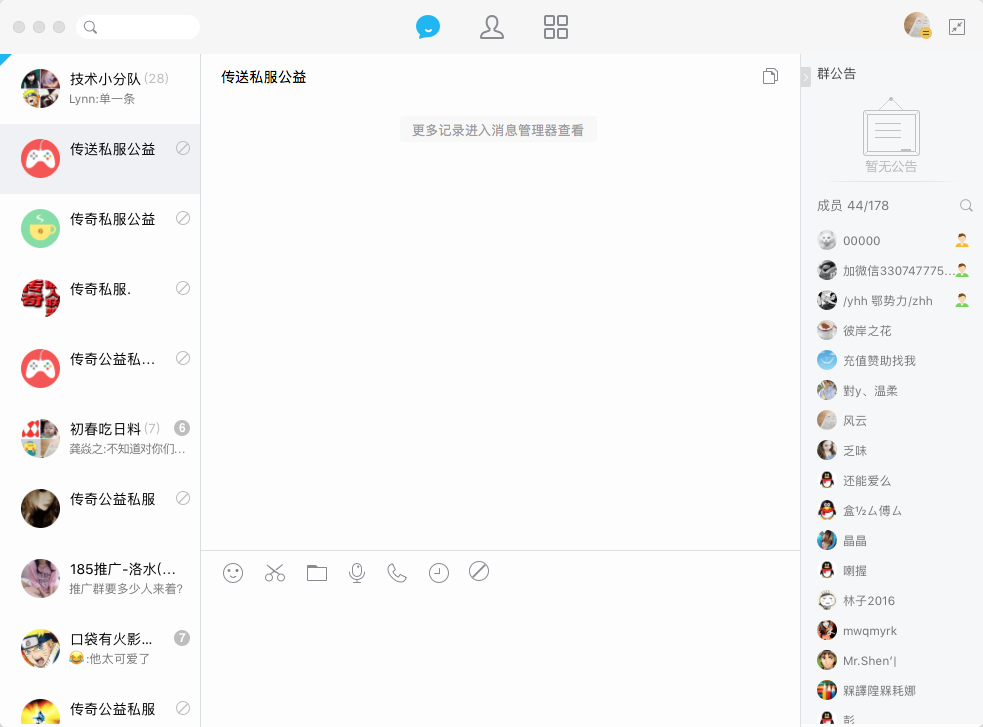 技术小分队 (28)
Lynn:单一条
传送私服公益
传奇私服公益
传奇私服.
传奇公益私...
初春吃日料 (7)
6
龚焱之:不知道对你们...
传奇公益私服
185推广-洛水(...
推广群要多少人来着?
口袋有火影...
7
😂:他太可爱了
传奇公益私服
传送私服公益
更多记录进入消息管理器查看
群公告
暂无公告
成员 44/178
00000
加微信330747775...
/yhh 鄂势力/zhh
彼岸之花
充值赞助找我
對y、温柔
风云
乏味
还能爱么
盒½ム傅ム
晶晶
喇握
林子2016
mwqmyrk
Mr.Shen'|
槑譯隍槑耗娜
彭